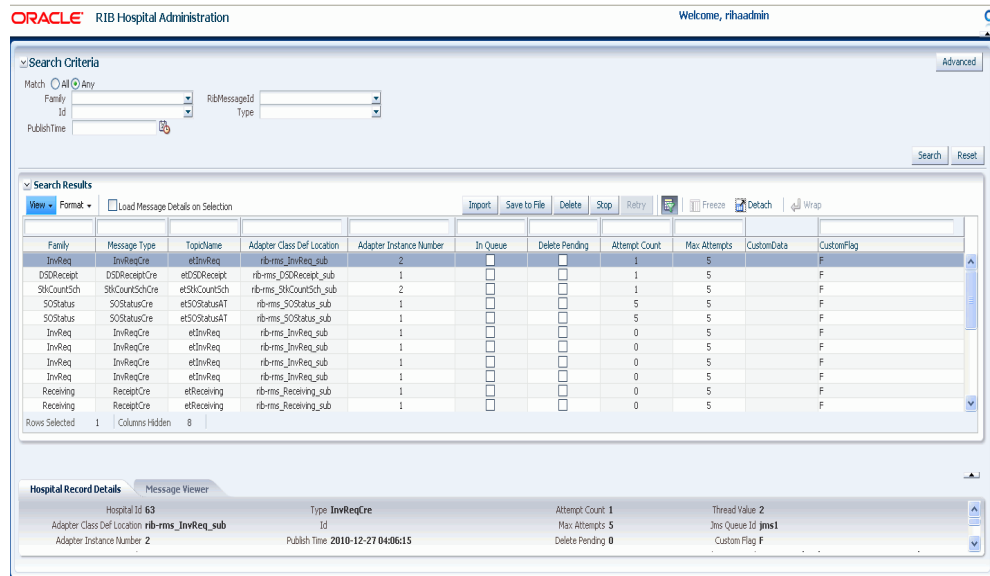 ORACLE RIB Hospital Administration Welcome, rihaadmin
Search Criteria Advanced
Match All Any
Family RibMessageId
Id Type
PublishTime
Search Reset
Search Results
View Format Load Message Details on Selection Import Save to File Delete Stop Retry Freeze Detach Wrap
Family Message Type TopicName Adapter Class Def Location Adapter Instance Number In Queue Delete Pending Attempt Count Max Attempts CustomData CustomFlag
InvReq InvReqCre etInvReq rib-rms_InvReq_sub 2 1 5 F
DSDReceipt DSDReceiptCre etDSDReceipt rib-rms_DSDReceipt_sub 1 1 5 F
StkCountSch StkCountSchCre etStkCountSch rib-rms_StkCountSch_sub 2 1 5 F
SOStatus SOStatusCre etSOStatusAT rib-rms_SOStatus_sub 1 5 5 F
SOStatus SOStatusCre etSOStatusAT rib-rms_SOStatus_sub 1 5 5 F
InvReq InvReqCre etInvReq rib-rms_InvReq_sub 1 0 5 F
InvReq InvReqCre etInvReq rib-rms_InvReq_sub 1 0 5 F
InvReq InvReqCre etInvReq rib-rms_InvReq_sub 1 0 5 F
InvReq InvReqCre etInvReq rib-rms_InvReq_sub 1 0 5 F
Receiving ReceiptCre etReceiving rib-rms_Receiving_sub 1 0 5 F
Receiving ReceiptCre etReceiving rib-rms_Receiving_sub 1 0 5 F
Rows Selected 1 Columns Hidden 8
Hospital Record Details Message Viewer
Hospital Id 63 Type InvReqCre Attempt Count 1 Thread Value 2
Adapter Class Def Location rib-rms_InvReq_sub Id Max Attempts 5 Jms Queue Id jms1
Adapter Instance Number 2 Publish Time 2010-12-27 04:06:15 Delete Pending 0 Custom Flag F